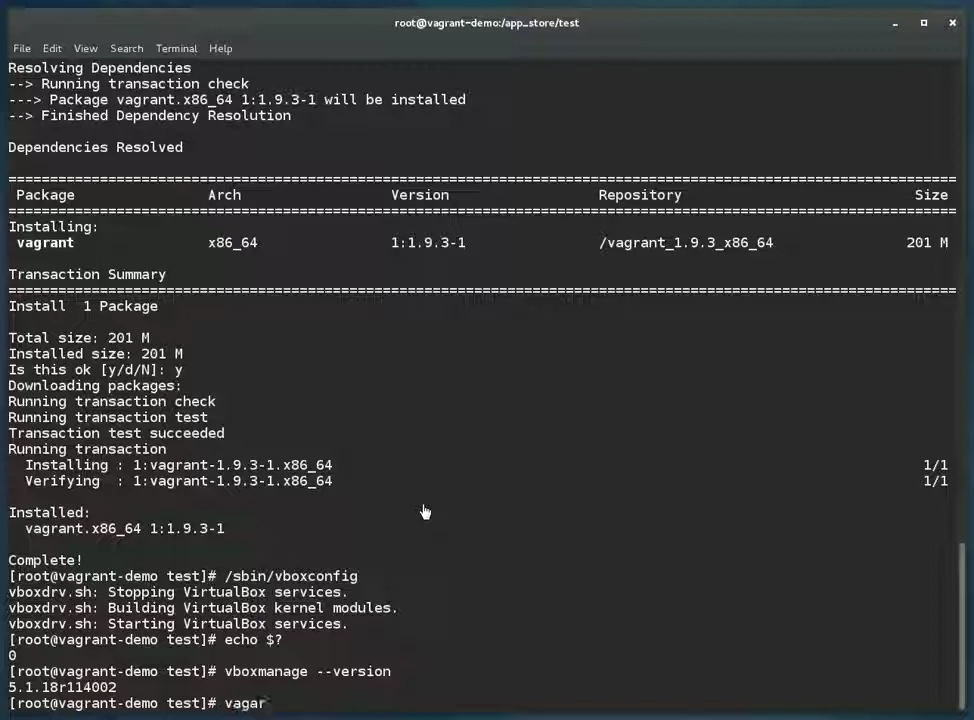 root@vagrant-demo:/app_store/test
File Edit View Search Terminal Help
Resolving Dependencies
--> Running transaction check
---> Package vagrant.x86_64 1:1.9.3-1 will be installed
--> Finished Dependency Resolution
Dependencies Resolved
================================================================================
Package Arch Version Repository Size
================================================================================
Installing:
vagrant x86_64 1:1.9.3-1 /vagrant_1.9.3_x86_64 201 M
Transaction Summary
================================================================================
Install 1 Package
Total size: 201 M
Installed size: 201 M
Is this ok [y/d/N]: y
Downloading packages:
Running transaction check
Running transaction test
Transaction test succeeded
Running transaction
Installing : 1:vagrant-1.9.3-1.x86_64 1/1
Verifying : 1:vagrant-1.9.3-1.x86_64 1/1
Installed:
vagrant.x86_64 1:1.9.3-1
Complete!
[root@vagrant-demo test]# /sbin/vboxconfig
vboxdrv.sh: Stopping VirtualBox services.
vboxdrv.sh: Building VirtualBox kernel modules.
vboxdrv.sh: Starting VirtualBox services.
[root@vagrant-demo test]# echo $?
0
[root@vagrant-demo test]# vboxmanage --version
5.1.18r114002
[root@vagrant-demo test]# vagar